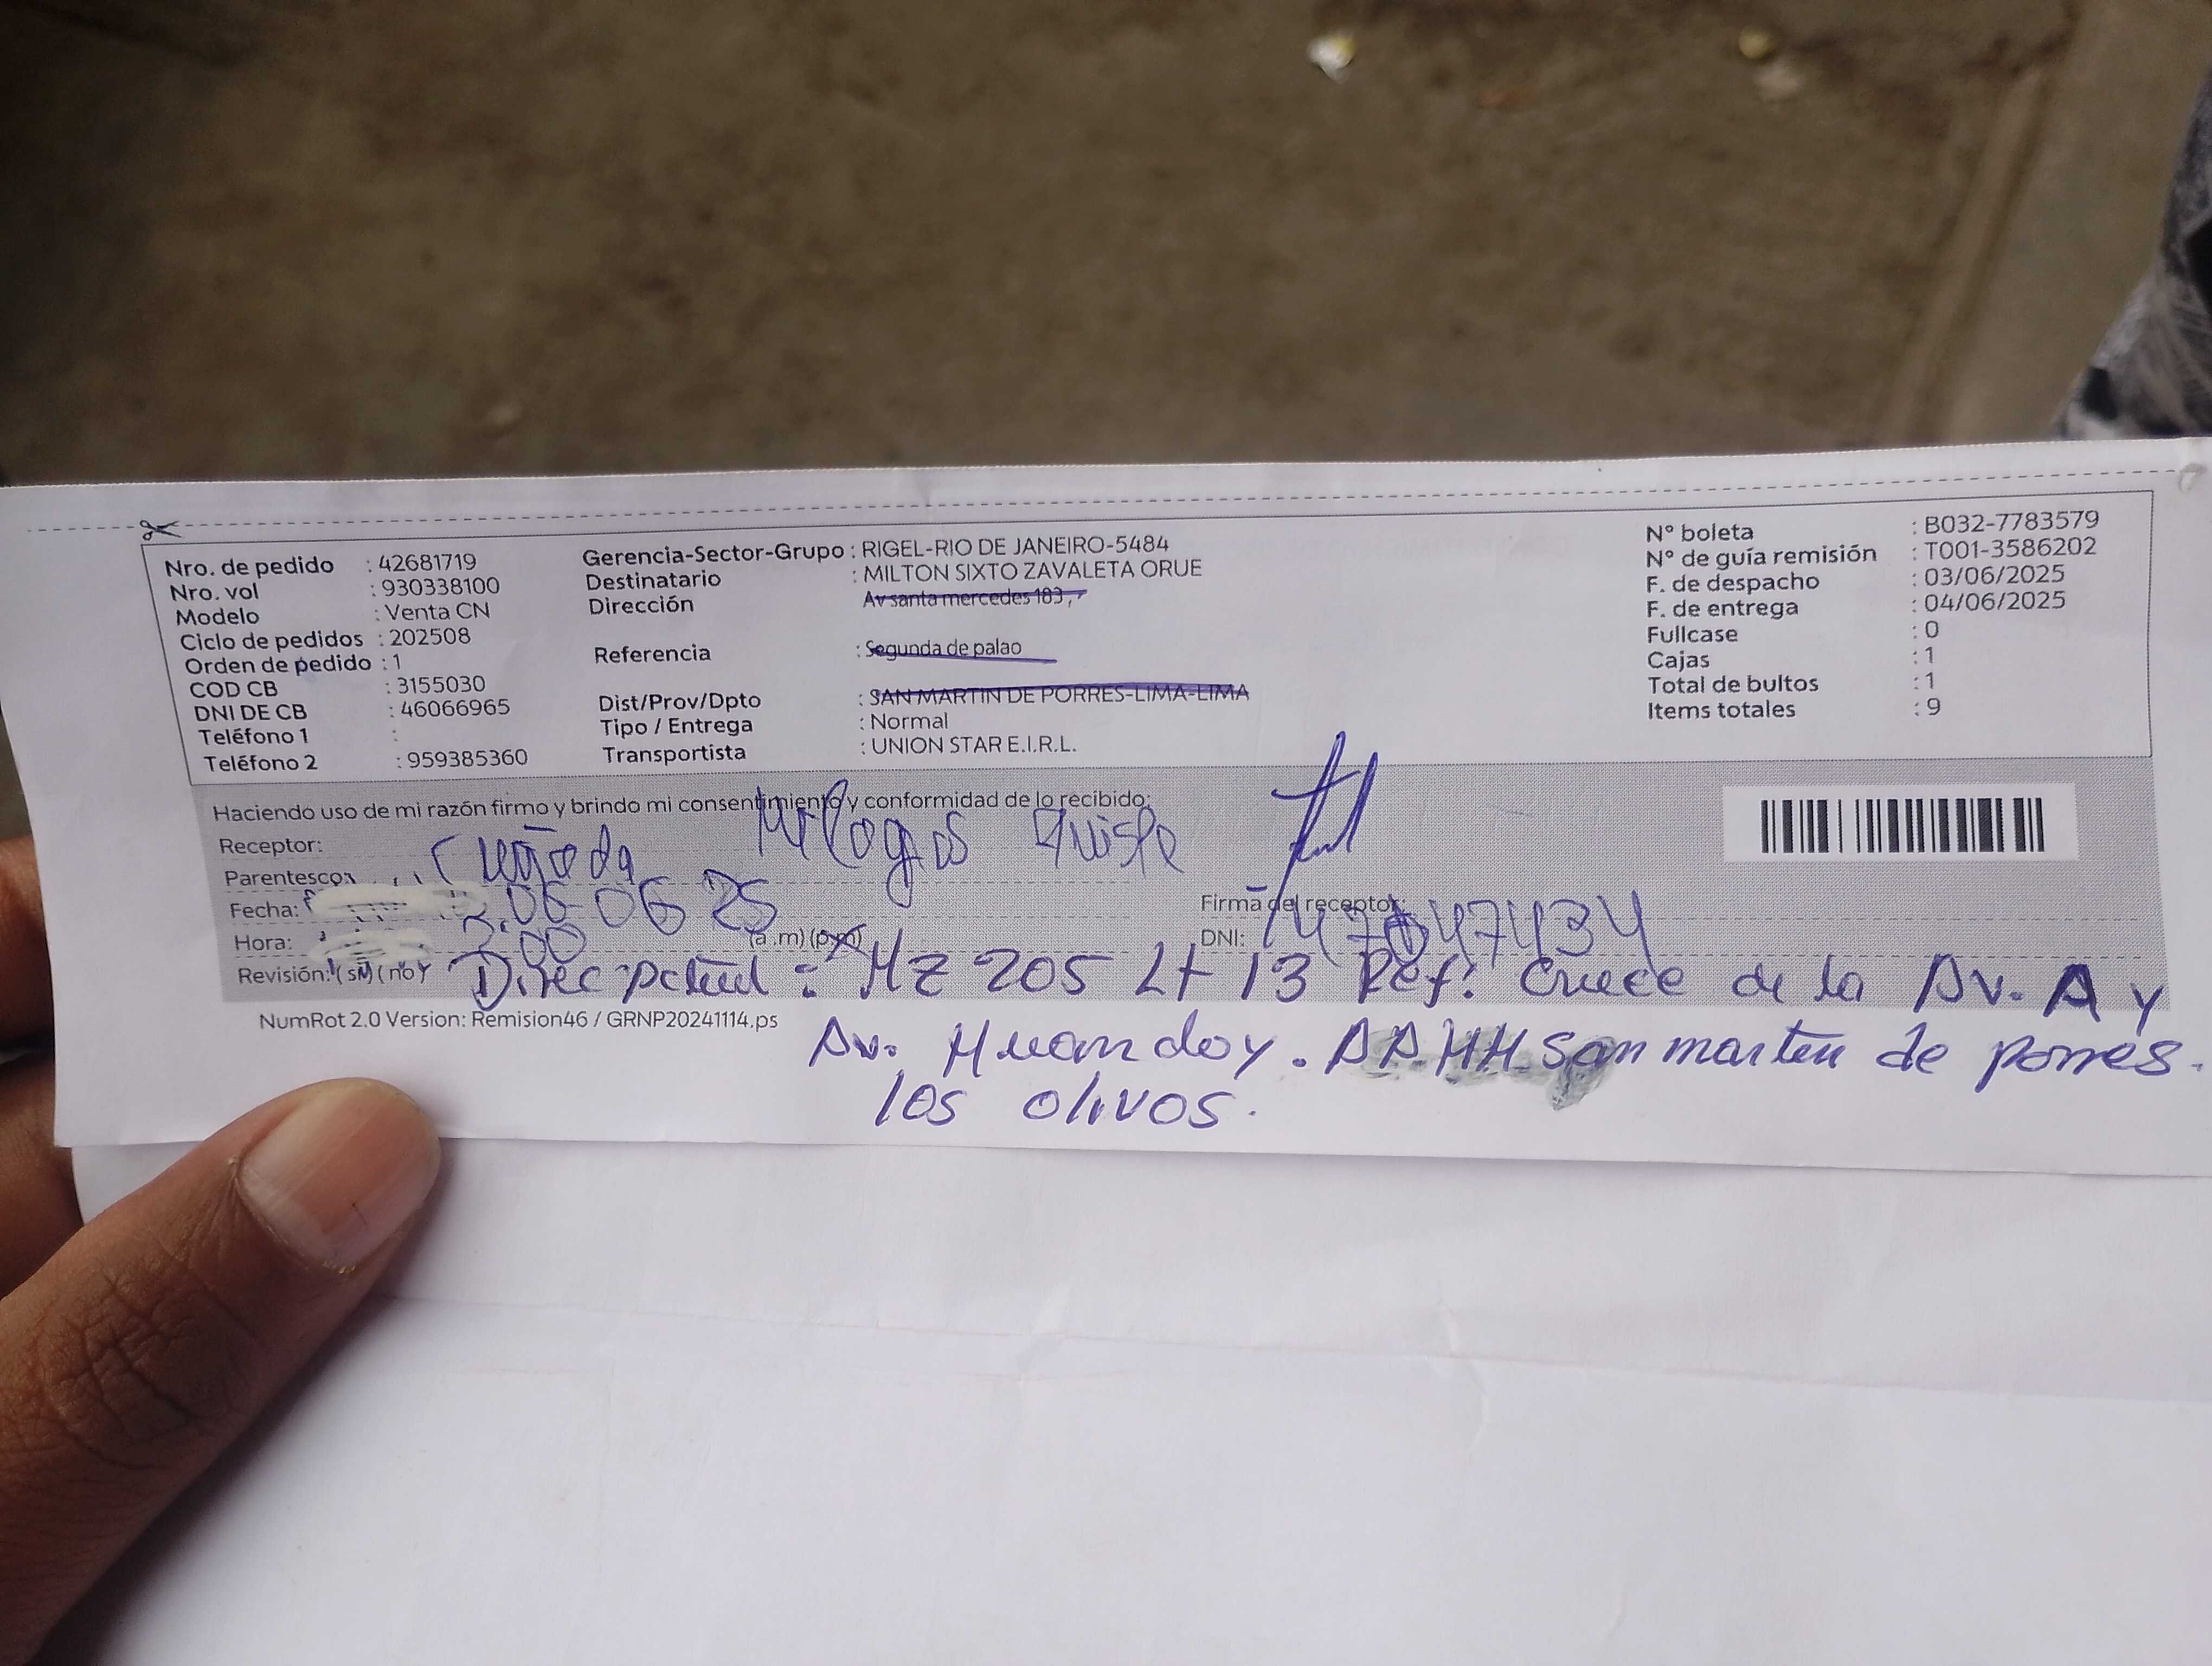 Nro. de pedido : 42681719
Nro. vol : 930338100
Modelo : Venta CN
Ciclo de pedidos : 202508
Orden de pedido : 1
COD CB : 3155030
DNI DE CB : 46066965
Teléfono 1 :
Teléfono 2 : 959385360
Gerencia-Sector-Grupo : RIGEL-RIO DE JANEIRO-5484
Destinatario : MILTON SIXTO ZAVALETA ORUE
Dirección Av santa mercedes 183 , -
Referencia : Segunda de palao
Dist/Prov/Dpto : SAN MARTIN DE PORRES-LIMA-LIMA
Tipo / Entrega : Normal
Transportista : UNION STAR E.I.R.L.
N° boleta : B032-7783579
N° de guía remisión : T001-3586202
F. de despacho : 03/06/2025
F. de entrega : 04/06/2025
Fullcase : 0
Cajas : 1
Total de bultos : 1
Items totales : 9
Haciendo uso de mi razón firmo y brindo mi consentimiento y conformidad de lo recibido:
Receptor: Milagros Quispe
Parentesco: Cuñada
Fecha: 06-06 25
Hora: 3:00 (a .m) (p.m)
Revisión: (si) (no)
Firma del receptor:
DNI:
: Mz 205 Lt 13 Ref: Cruce de la Av. A y
Av. Huandoy. AA.HH San martin de porres.
los olivos.
NumRot 2.0 Version: Remision46 / GRNP20241114.ps